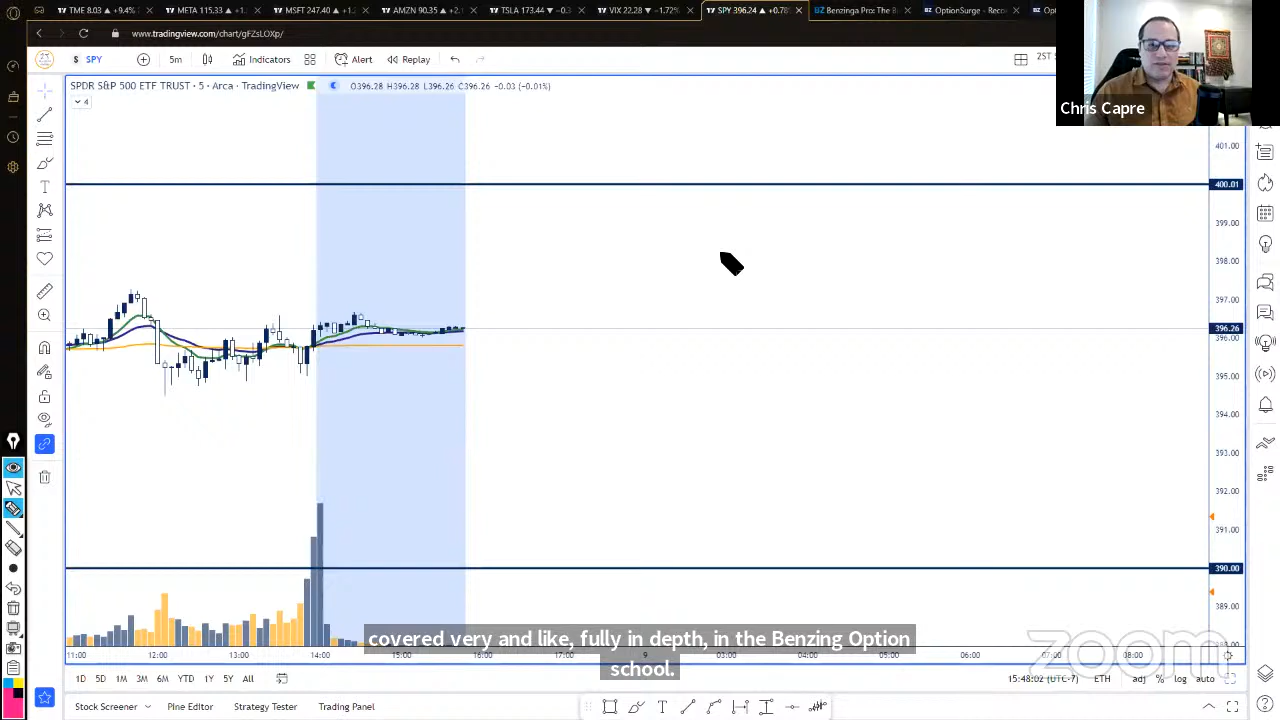 TME 8.03 ▲ +9.4%
META 115.33 ▲ +1.
MSFT 247.40 ▲ +1.
AMZN 90.35 ▲ +2.
TSLA 173.44 −0.
VIX 22.28 −1.72%
SPY 396.24 ▲ +0.78%
Benzinga Pro: The B
OptionSurge - Reco
www.tradingview.com/chart/gFZsLOXp/
SPY
5m
Indicators
Alert
Replay
ZST
Chris Capre
SPDR S&P 500 ETF TRUST · 5 · Arca · TradingView
O396.28 H396.28 L396.26 C396.26 −0.03 (−0.01%)
4
401.00
400.01
399.00
398.00
397.00
396.26
396.00
395.00
394.00
393.00
392.00
391.00
390.00
389.00
covered very and like, fully in depth, in the Benzing Option
school.
zoom
11:00 12:00 13:00 14:00 15:00 16:00 17:00 9 03:00 04:00 05:00 06:00 07:00 08:00
1D 5D 1M 3M 6M YTD 1Y 5Y All
15:48:02 (UTC-7) ETH adj % log auto
Stock Screener Pine Editor Strategy Tester Trading Panel